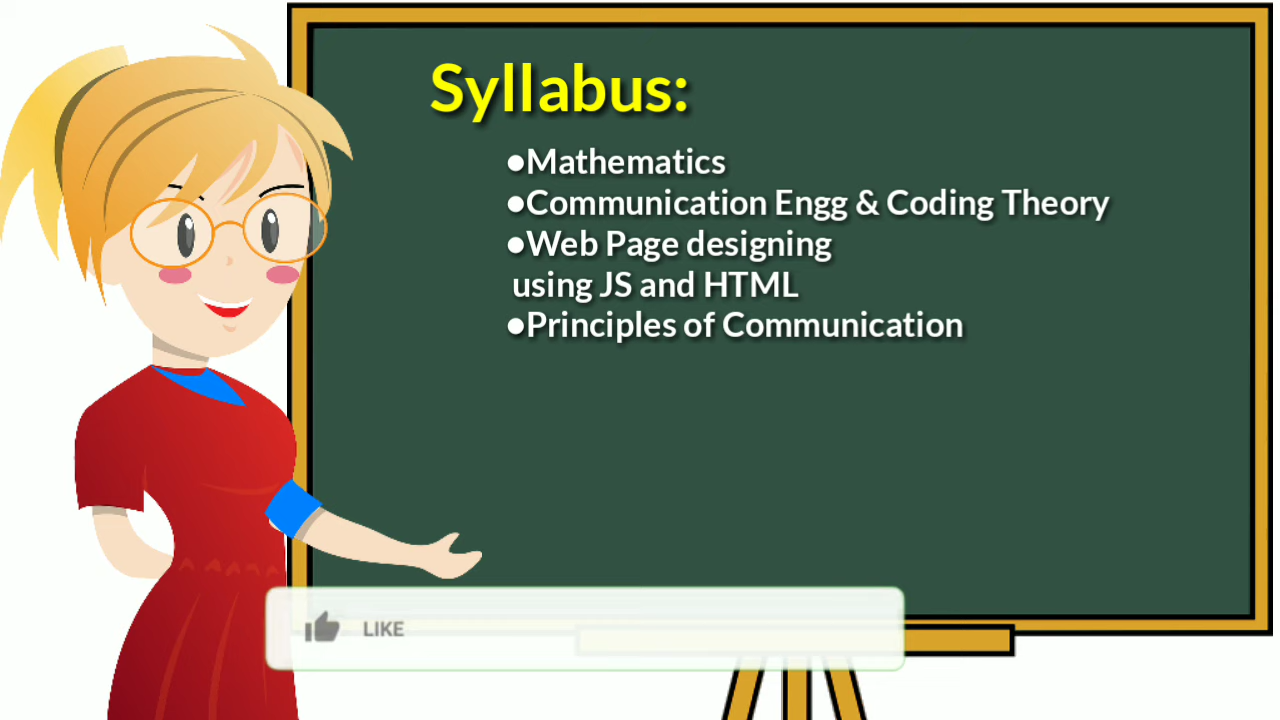 Syllabus:
●Mathematics
●Communication Engg & Coding Theory
●Web Page designing
using JS and HTML
●Principles of Communication
LIKE